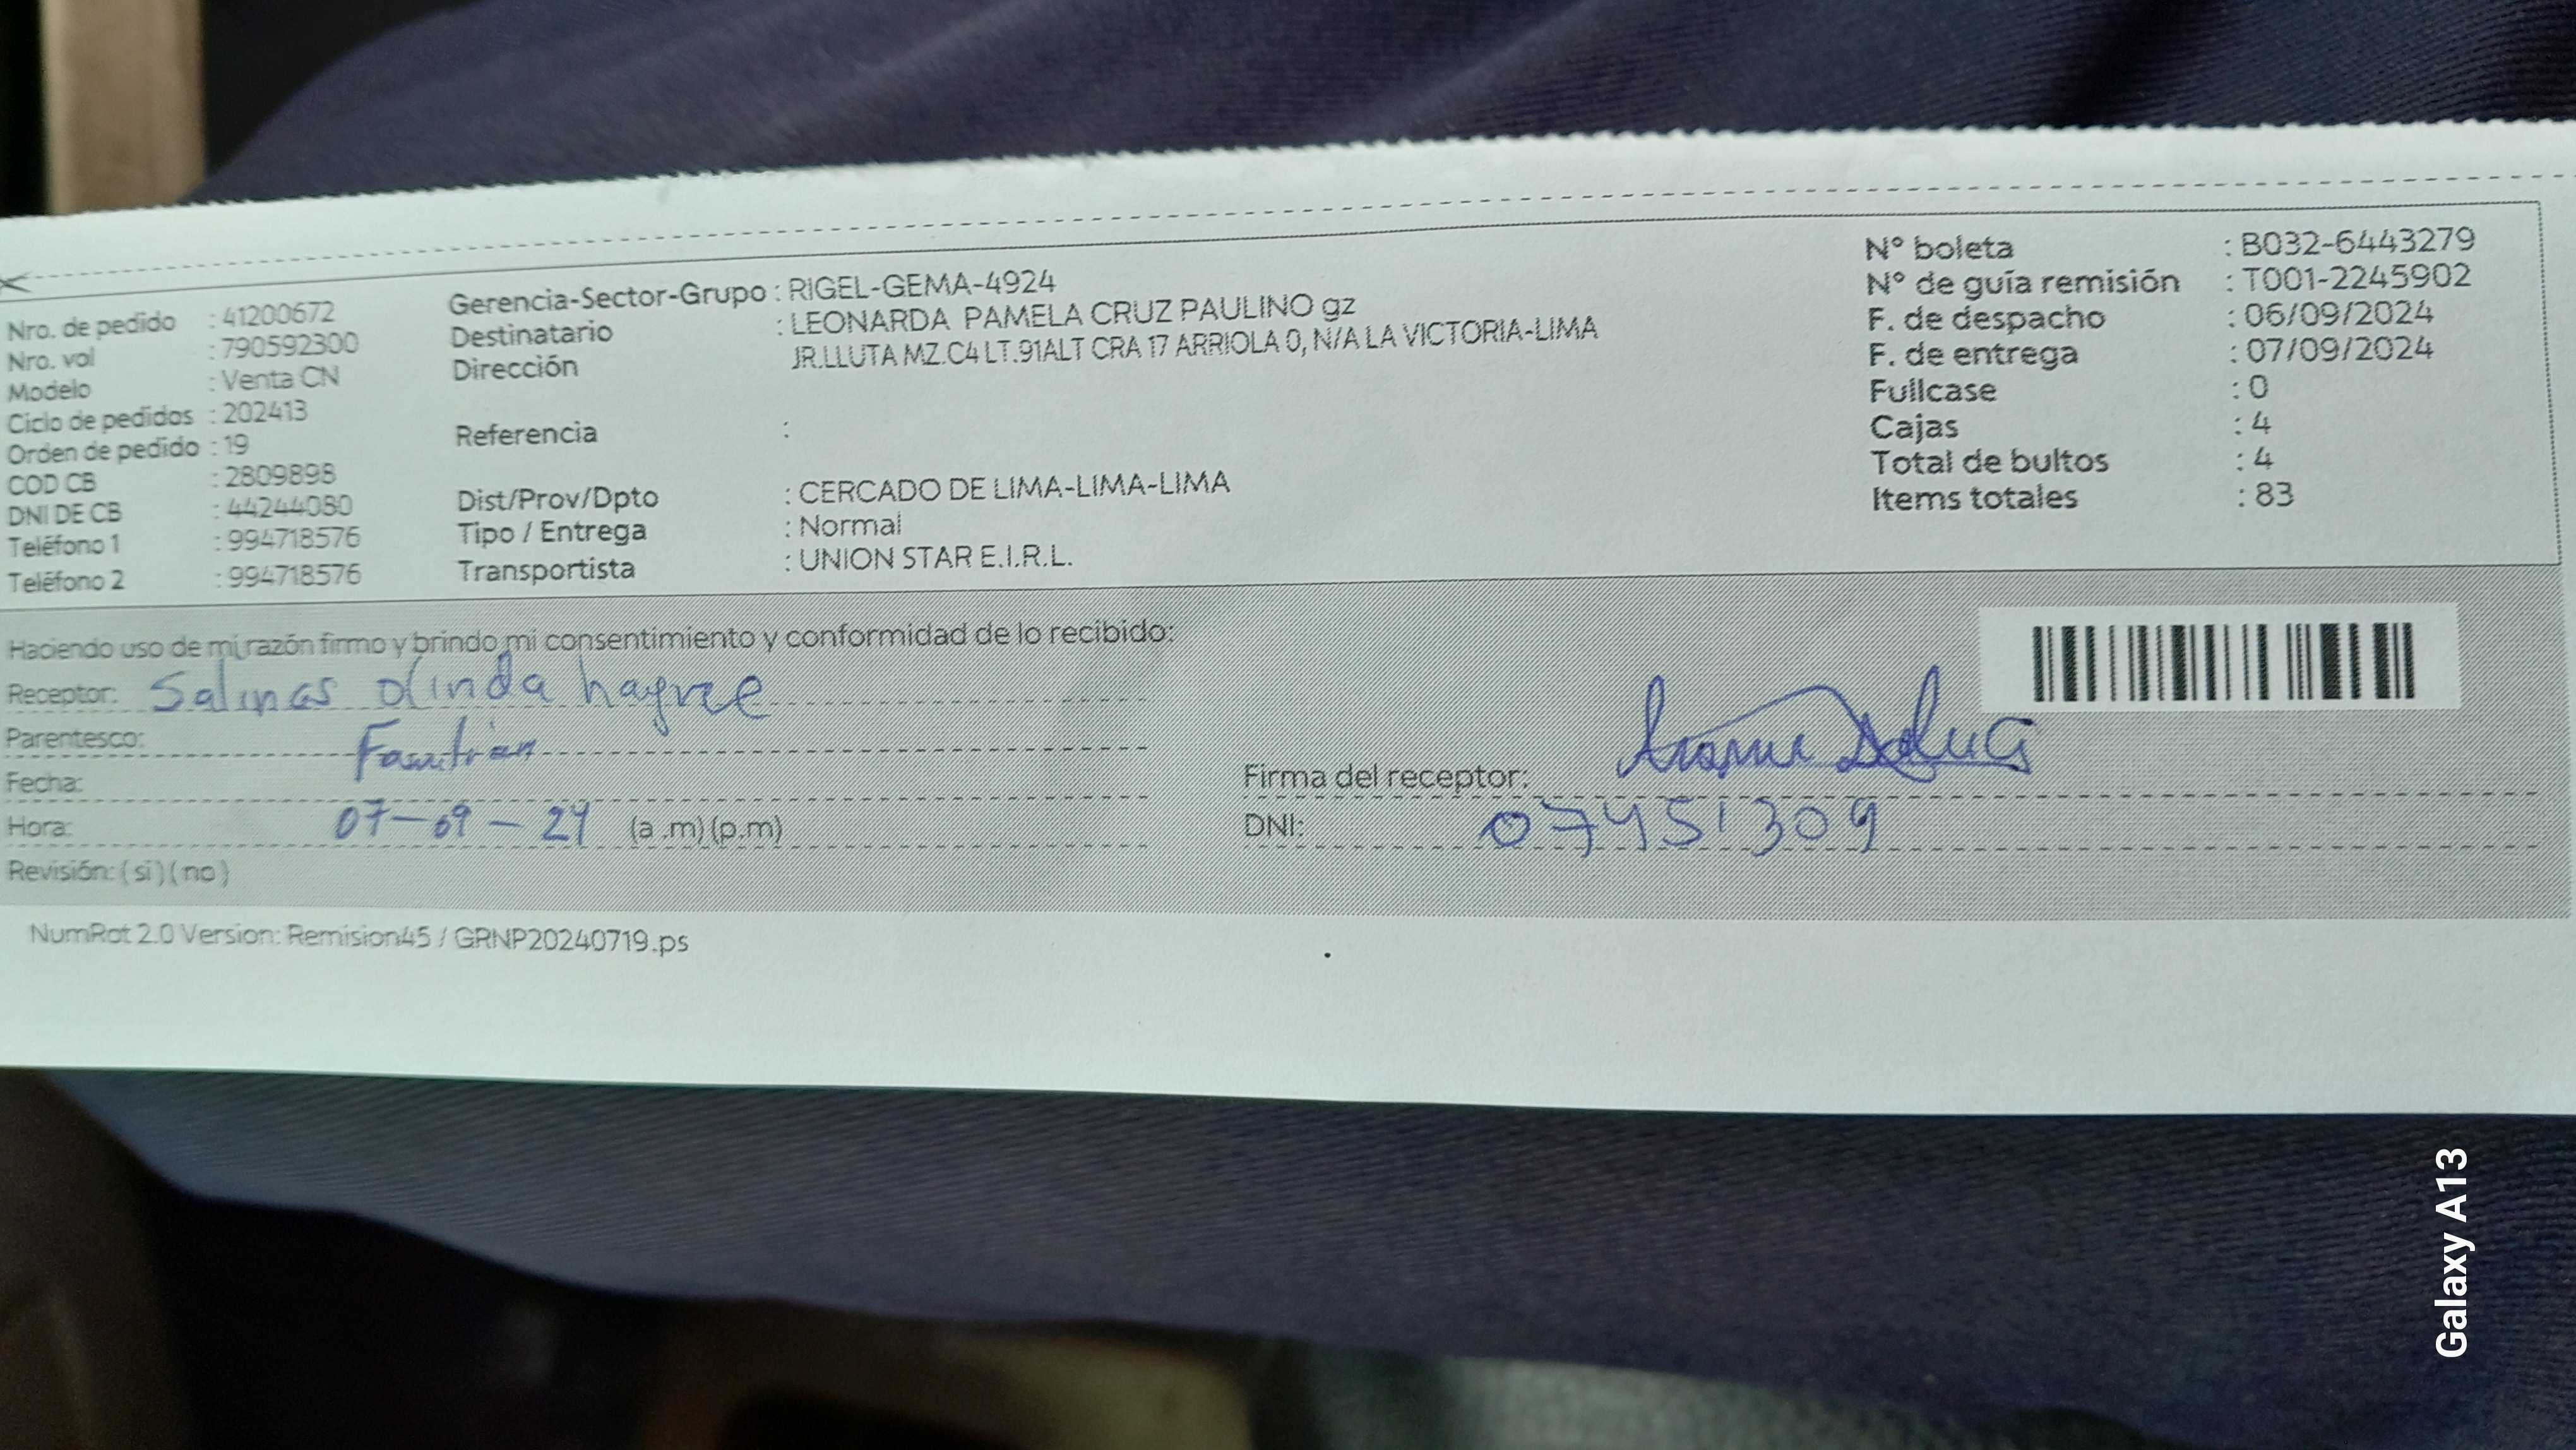 Nro. de pedido : 41200672
Nro. vol : 790592300
Modelo : Venta CN
Ciclo de pedidos : 202413
Orden de pedido : 19
COD CB : 2809898
DNI DE CB : 44244080
Teléfono 1 : 994718576
Teléfono 2 : 994718576
Gerencia-Sector-Grupo : RIGEL-GEMA-4924
Destinatario : LEONARDA PAMELA CRUZ PAULINO gz
Dirección JR.LLUTA MZ.C4 LT.91ALT CRA 17 ARRIOLA 0, N/A LA VICTORIA-LIMA
Referencia :
Dist/Prov/Dpto : CERCADO DE LIMA-LIMA-LIMA
Tipo / Entrega : Normal
Transportista : UNION STAR E.I.R.L.
N° boleta : B032-6443279
N° de guía remisión : T001-2245902
F. de despacho : 06/09/2024
F. de entrega : 07/09/2024
Fullcase : 0
Cajas : 4
Total de bultos : 4
Items totales : 83
Haciendo uso de mi razón firmo y brindo mi consentimiento y conformidad de lo recibido:
Receptor: Salinas olinda
Parentesco:
Fecha:
Hora: 07-09-24 (a .m) (p.m)
Revisión: ( si ) ( no )
Firma del receptor:
DNI: 07451309
NumRot 2.0 Version: Remision45 / GRNP20240719.ps
Galaxy A13